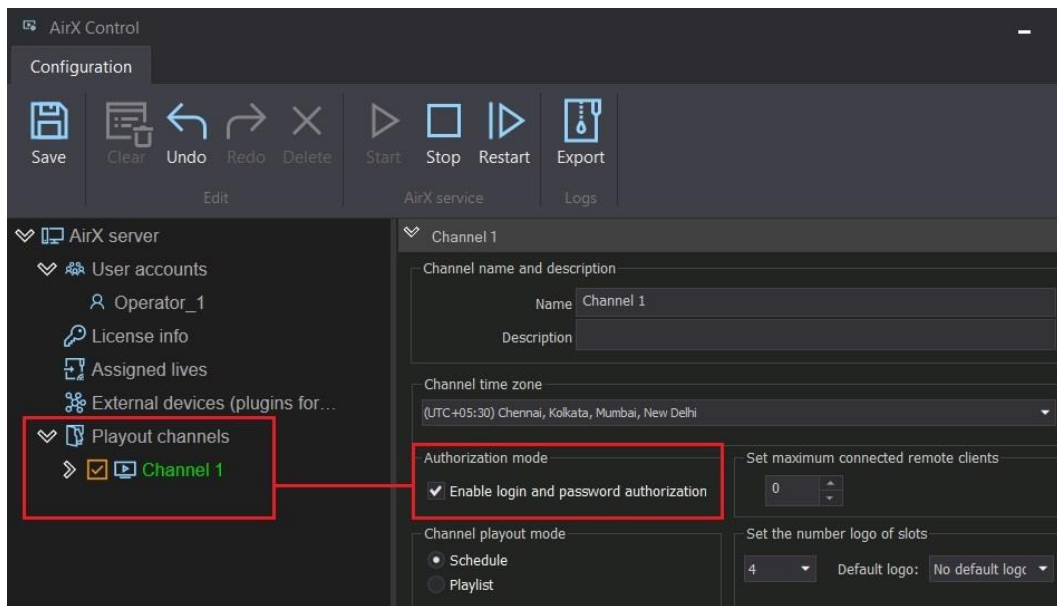 AirX Control
Configuration
Save
Clear
Undo
Redo
Delete
Start
Stop
Restart
Export
Edit
AirX service
Logs
AirX server
User accounts
Operator_1
License info
Assigned lives
External devices (plugins for...
Playout channels
Channel 1
Channel 1
Channel name and description
Name Channel 1
Description
Channel time zone
(UTC+05:30) Chennai, Kolkata, Mumbai, New Delhi
Authorization mode
Enable login and password authorization
Set maximum connected remote clients
0
Channel playout mode
Schedule
Playlist
Set the number logo of slots
4 Default logo: No default logo